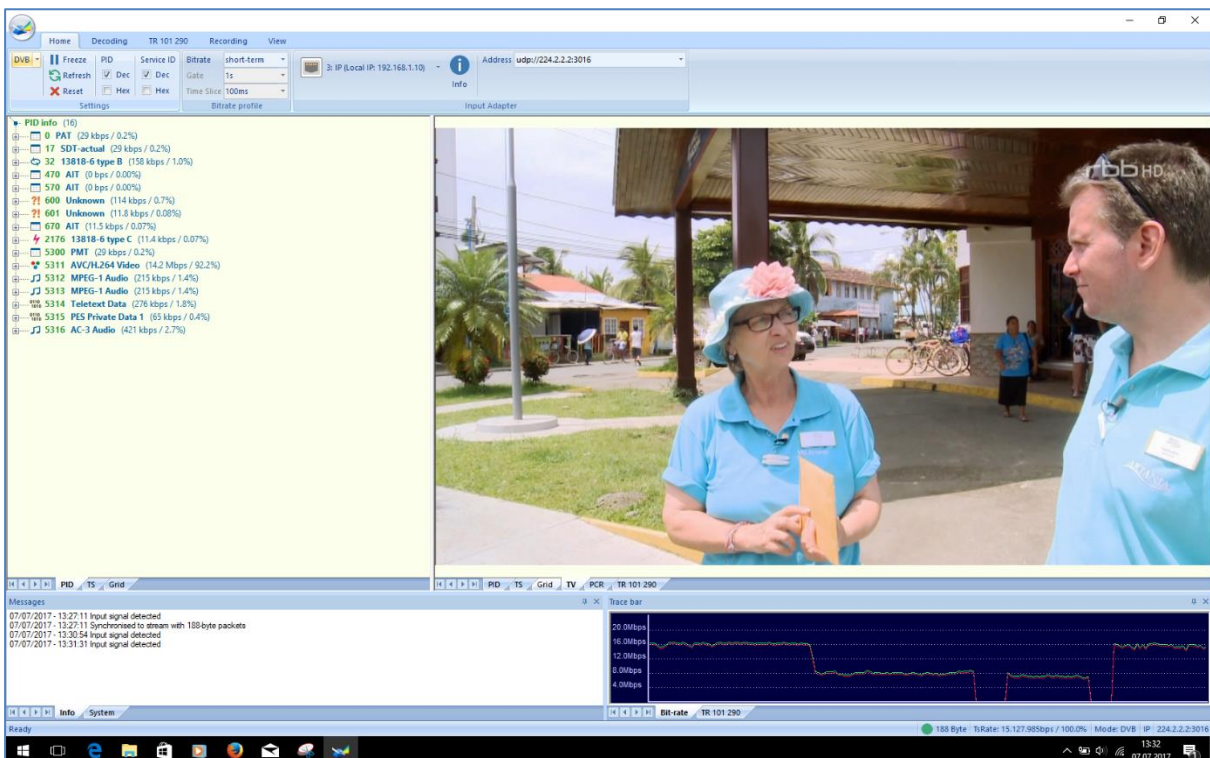 Home Decoding TR 101 290 Recording View
DVB Freeze PID Service ID Bitrate short-term 3: IP (Local IP: 192.168.1.10) Info Address udp://224.2.2.2:3016
Refresh Dec Dec Gate 1s
Reset Hex Hex Time Slice 100ms
Settings Bitrate profile Input Adapter
PID info (16)
0 PAT (29 kbps / 0.2%)
17 SDT-actual (29 kbps / 0.2%)
32 13818-6 type B (158 kbps / 1.0%)
470 AIT (0 bps / 0.00%)
570 AIT (0 bps / 0.00%)
?! 600 Unknown (114 kbps / 0.7%)
?! 601 Unknown (11.8 kbps / 0.08%)
670 AIT (11.5 kbps / 0.07%)
2176 13818-6 type C (11.4 kbps / 0.07%)
5300 PMT (29 kbps / 0.2%)
5311 AVC/H.264 Video (14.2 Mbps / 92.2%)
5312 MPEG-1 Audio (215 kbps / 1.4%)
5313 MPEG-1 Audio (215 kbps / 1.4%)
5314 Teletext Data (276 kbps / 1.8%)
5315 PES Private Data 1 (65 kbps / 0.4%)
5316 AC-3 Audio (421 kbps / 2.7%)
rbb HD
PID TS Grid
PID TS Grid TV PCR TR 101 290
Messages
07/07/2017 - 13:27:11 Input signal detected
07/07/2017 - 13:27:11 Synchronised to stream with 188-byte packets
07/07/2017 - 13:30:54 Input signal detected
07/07/2017 - 13:31:31 Input signal detected
Info System
Trace bar
20.0Mbps
16.0Mbps
12.0Mbps
8.0Mbps
4.0Mbps
Bit-rate TR 101 290
Ready 188 Byte TsRate: 15.127.985bps / 100.0% Mode: DVB IP 224.2.2.2:3016
13:32
07.07.2017